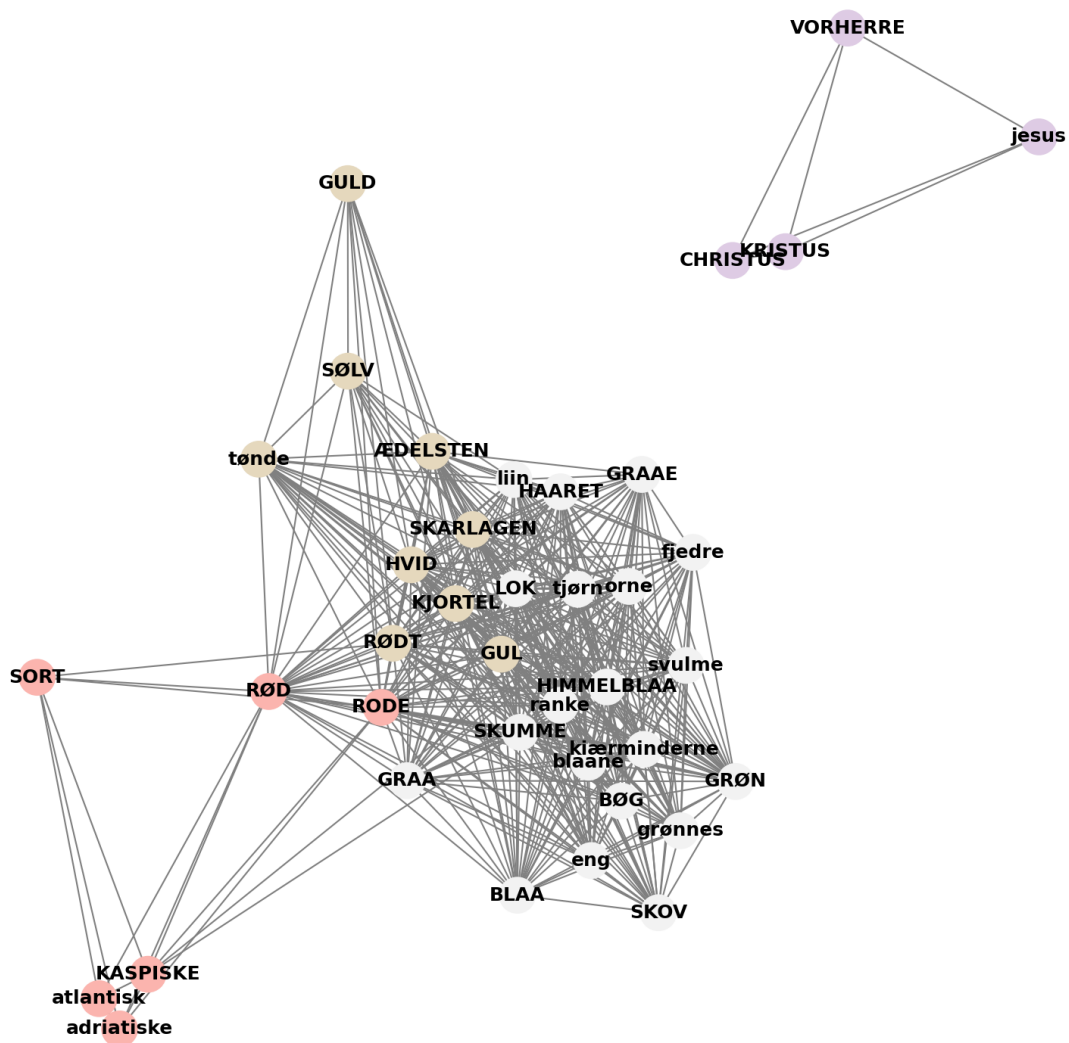 VORHERRE
jesus
GULD
KRISTUS
CHRISTUS
SØLV
ÆDELSTEN
tønde
GRAAE
liin
HAARET
SKARLAGEN
fjedre
HVID
LOK
tjørn
orne
KJORTEL
RØDT
GUL
svulme
SORT
HIMMELBLAA
RØD
RODE
ranke
SKUMME
kiærminderne
blaane
GRAA
GRØN
BØG
grønnes
eng
BLAA
SKOV
KASPISKE
atlantisk
adriatiske